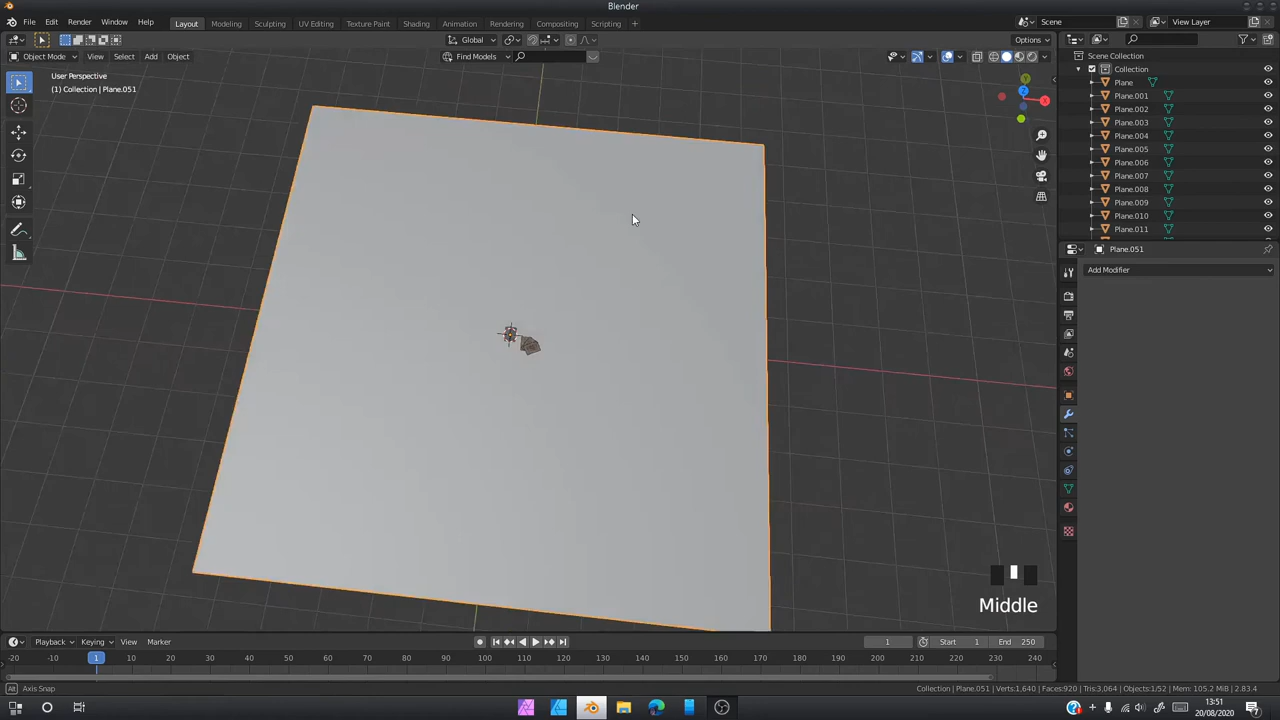 Blender
File Edit Render Window Help Layout Modeling Sculpting UV Editing Texture Paint Shading Animation Rendering Compositing Scripting + Scene View Layer
Global Options
Object Mode View Select Add Object Find Models
User Perspective
(1) Collection | Plane.051
X
Y
Z
Scene Collection
Collection
Plane
Plane.001
Plane.002
Plane.003
Plane.004
Plane.005
Plane.006
Plane.007
Plane.008
Plane.009
Plane.010
Plane.011
Plane.051
Add Modifier
Middle
Playback Keying View Marker 1 Start 1 End 250
-20 -10 1 10 20 30 40 50 60 70 80 90 100 110 120 130 140 150 160 170 180 190 200 210 220 230 240
Alt Axis Snap Collection | Plane.051 | Verts:1,640 | Faces:920 | Tris:3,064 | Objects:1/52 | Mem: 105.2 MiB | 2.83.4
13:51
20/08/2020